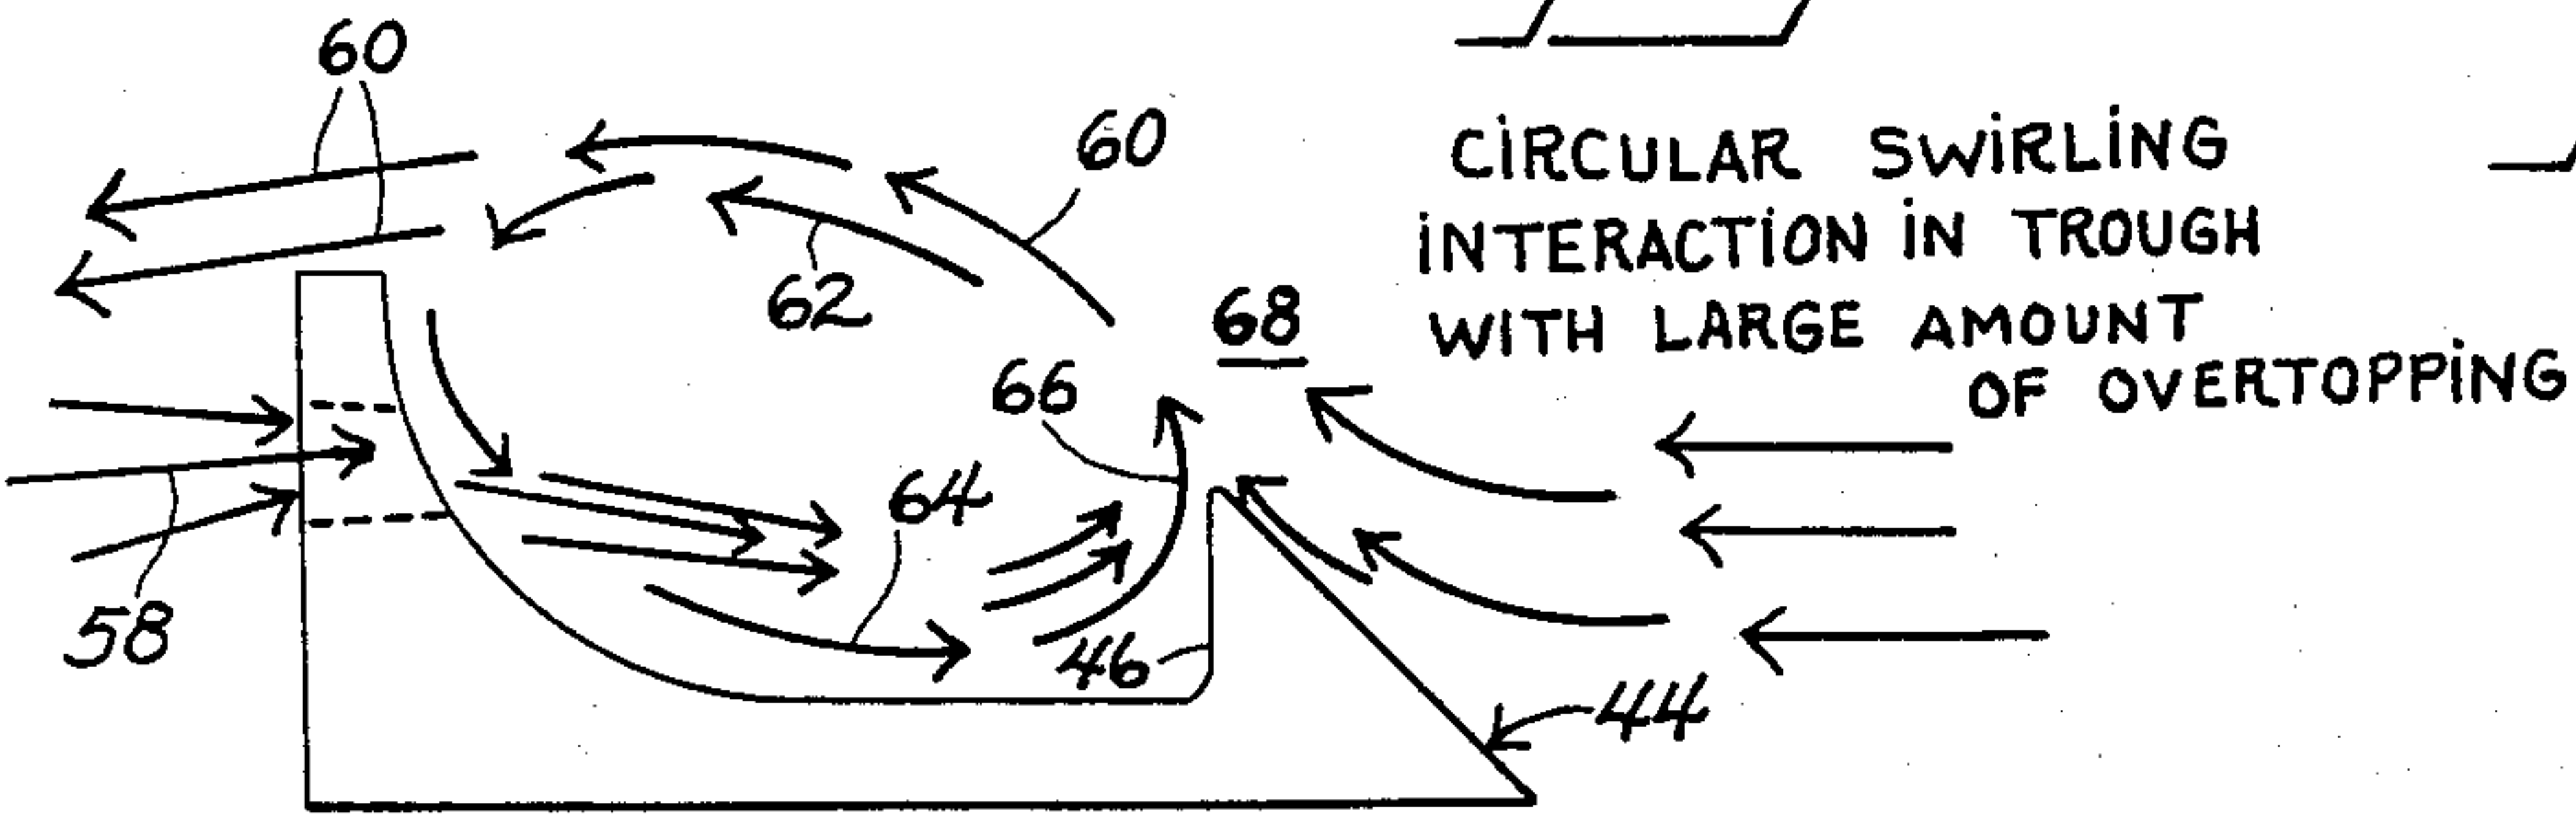 60
60
CIRCULAR SWIRLING
INTERACTION IN TROUGH
WITH LARGE AMOUNT
OF OVERTOPPING
62
68
66
64
58
46
44